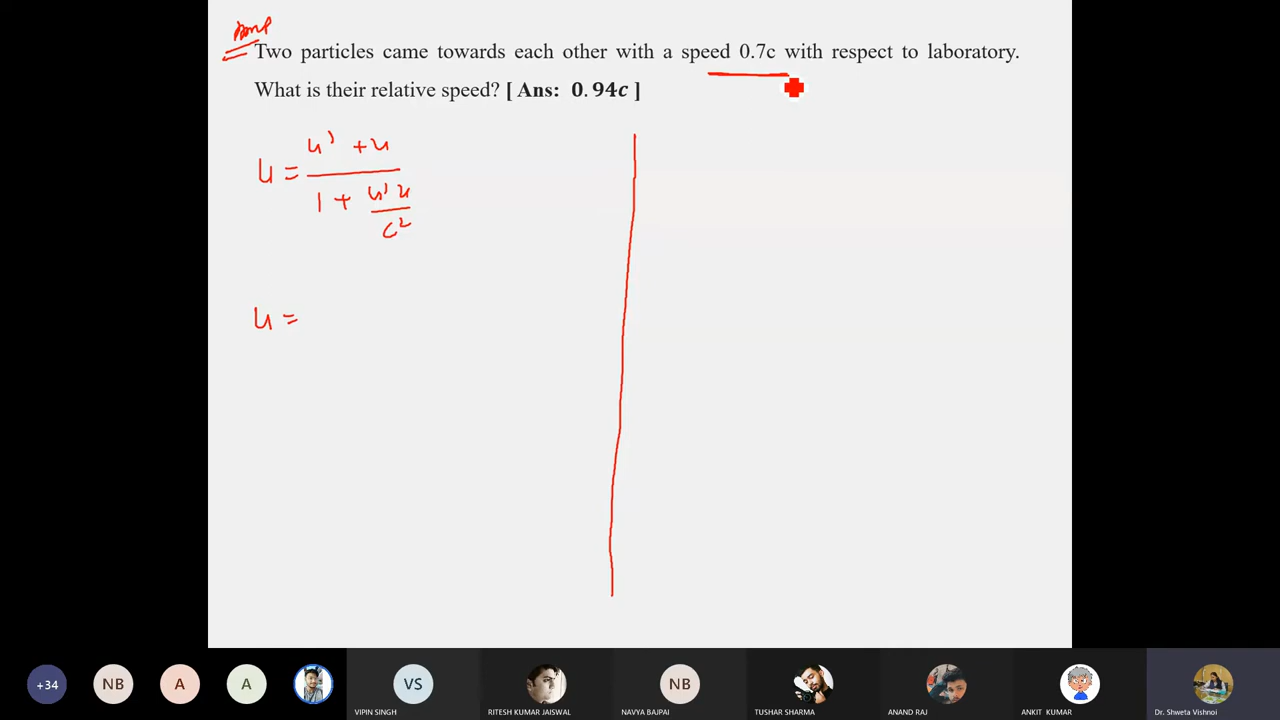 Imp
Two particles came towards each other with a speed 0.7c with respect to laboratory.
What is their relative speed? [ Ans: 0.94c ]
u' + u
u = ———
1 + u' u
c²
u =
+34
NB
A
A
VS
NB
VIPIN SINGH
RITESH KUMAR JAISWAL
NAVYA BAJPAI
TUSHAR SHARMA
ANAND RAJ
ANKIT KUMAR
Dr. Shweta Vishnoi